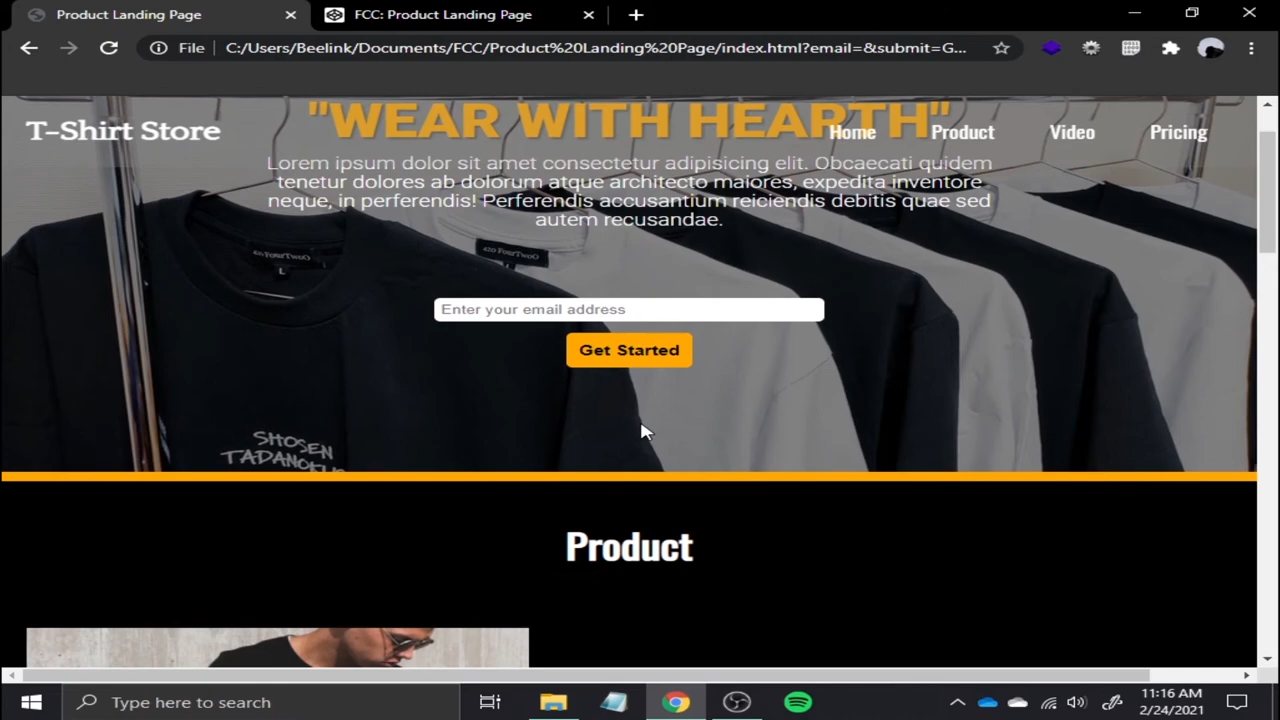 Product Landing Page
FCC: Product Landing Page
File
C:/Users/Beelink/Documents/FCC/Product%20Landing%20Page/index.html?email=&submit=G...
"WEAR WITH HEARTH"
T-Shirt Store
Home
Product
Video
Pricing
Lorem ipsum dolor sit amet consectetur adipisicing elit. Obcaecati quidem
tenetur dolores ab dolorum atque architecto maiores, expedita inventore
neque, in perferendis! Perferendis accusantium reiciendis debitis quae sed
autem recusandae.
420 FourTwoO
L
420 FourTwoO
Enter your email address
Get Started
SHOSEN
Product
Type here to search
11:16 AM
2/24/2021